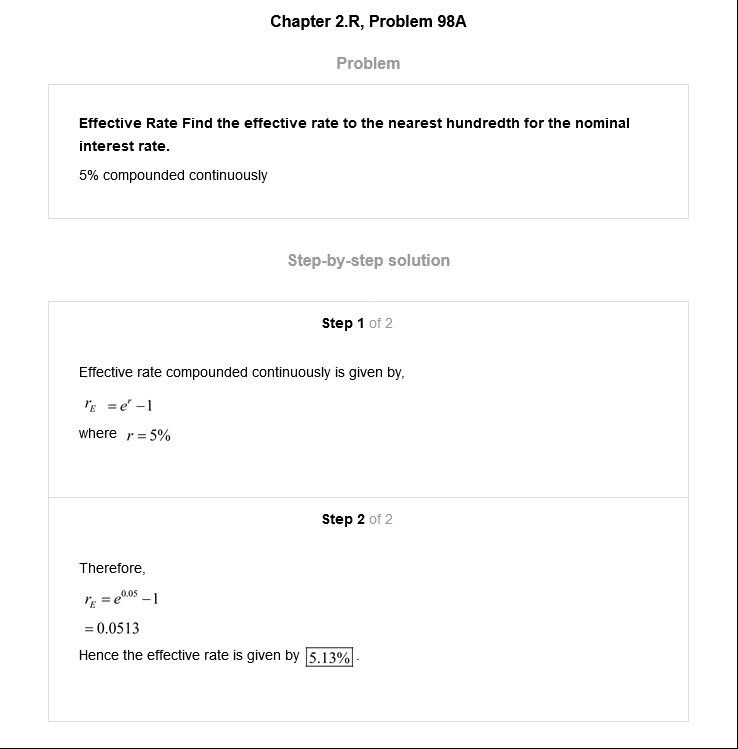 Chapter 2.R, Problem 98A
Problem
Effective Rate Find the effective rate to the nearest hundredth for the nominal
interest rate.
5% compounded continuously
Step-by-step solution
Step 1 of 2
Effective rate compounded continuously is given by,
r_E = e^r − 1
where r = 5%
Step 2 of 2
Therefore,
r_E = e^0.05 − 1
= 0.0513
Hence the effective rate is given by 5.13%.